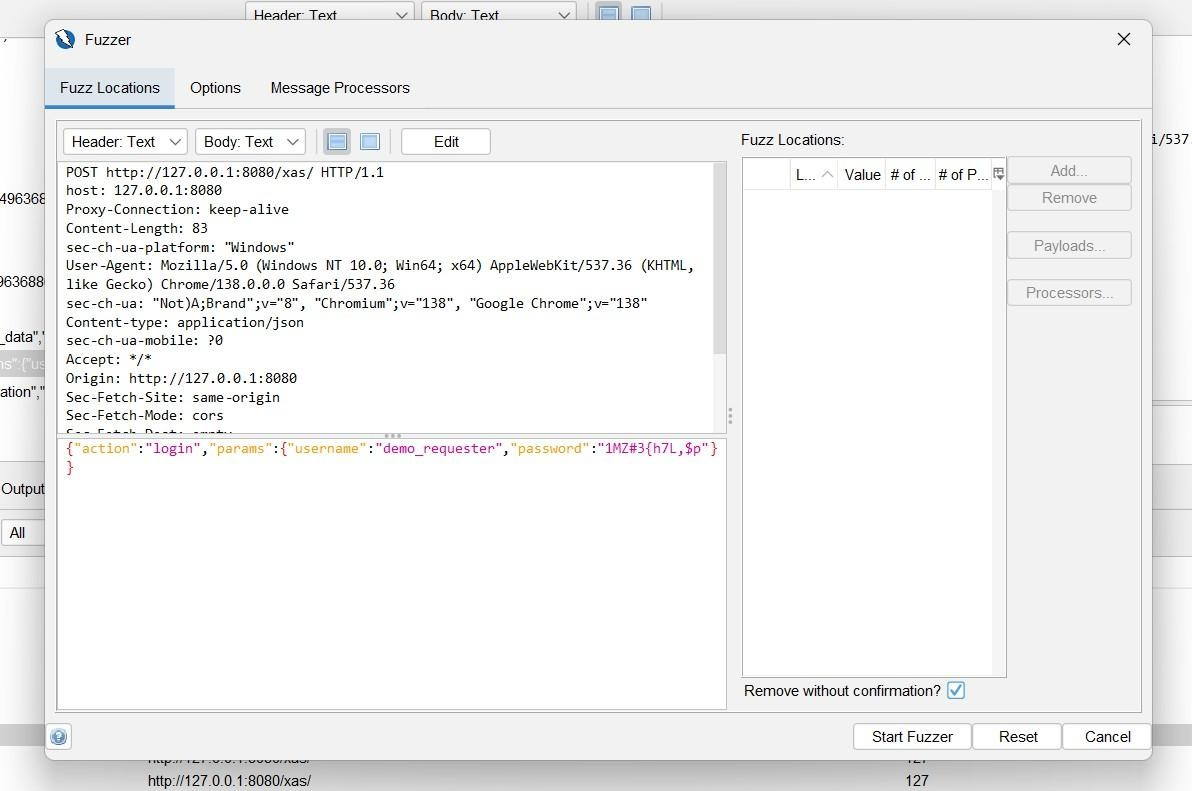 Header: Text
Body: Text
Fuzzer
Fuzz Locations
Options
Message Processors
Header: Text
Body: Text
Edit
Fuzz Locations:
POST http://127.0.0.1:8080/xas/ HTTP/1.1
host: 127.0.0.1:8080
Proxy-Connection: keep-alive
Content-Length: 83
sec-ch-ua-platform: "Windows"
User-Agent: Mozilla/5.0 (Windows NT 10.0; Win64; x64) AppleWebKit/537.36 (KHTML,
like Gecko) Chrome/138.0.0.0 Safari/537.36
sec-ch-ua: "Not)A;Brand";v="8", "Chromium";v="138", "Google Chrome";v="138"
Content-type: application/json
sec-ch-ua-mobile: ?0
Accept: */*
Origin: http://127.0.0.1:8080
Sec-Fetch-Site: same-origin
Sec-Fetch-Mode: cors
Sec-Fetch-Dest: empty
{"action":"login","params":{"username":"demo_requester","password":"1MZ#3{h7L,$p"}
}
L... Value # of ... # of P...
Add...
Remove
Payloads...
Processors...
Remove without confirmation?
Start Fuzzer
Reset
Cancel
i/537.
496368
963688
_data","
ns":{"us
ation","
Output
All
http://127.0.0.1:8080/xas/ 127
http://127.0.0.1:8080/xas/ 127